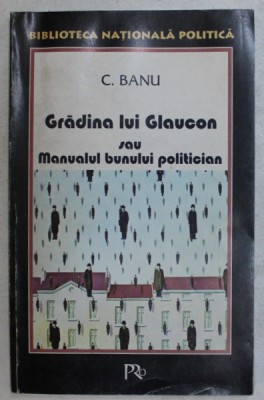 BIBLIOTECA NAȚIONALĂ POLITICĂ
C. BANU
Grădina lui Glaucon
sau
Manualul bunului politician
PRO